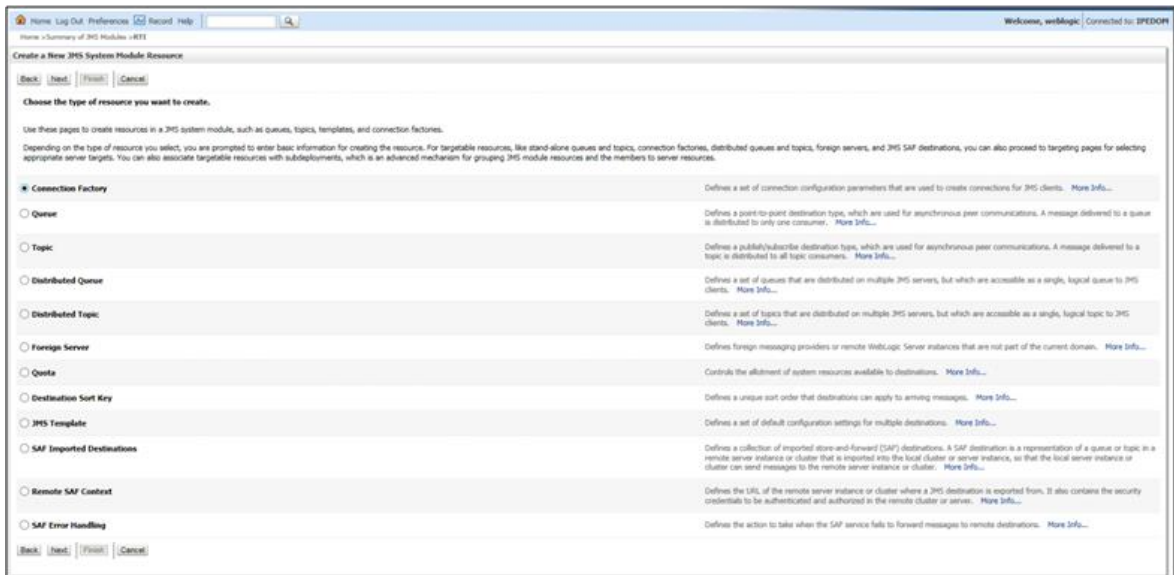 Home Log Out Preferences Record Help
Welcome, weblogic Connected to: IPEDOM
Home >Summary of JMS Modules >RTI
Create a New JMS System Module Resource
Back Next Finish Cancel
Choose the type of resource you want to create.
Use these pages to create resources in a JMS system module, such as queues, topics, templates, and connection factories.
Depending on the type of resource you select, you are prompted to enter basic information for creating the resource. For targetable resources, like stand-alone queues and topics, connection factories, distributed queues and topics, foreign servers, and JMS SAF destinations, you can also proceed to targeting pages for selecting
appropriate server targets. You can also associate targetable resources with subdeployments, which is an advanced mechanism for grouping JMS module resources and the members to server resources.
Connection Factory
Defines a set of connection configuration parameters that are used to create connections for JMS clients. More Info...
Queue
Defines a point-to-point destination type, which are used for asynchronous peer communications. A message delivered to a queue
is distributed to only one consumer. More Info...
Topic
Defines a publish/subscribe destination type, which are used for asynchronous peer communications. A message delivered to a
topic is distributed to all topic consumers. More Info...
Distributed Queue
Defines a set of queues that are distributed on multiple JMS servers, but which are accessible as a single, logical queue to JMS
clients. More Info...
Distributed Topic
Defines a set of topics that are distributed on multiple JMS servers, but which are accessible as a single, logical topic to JMS
clients. More Info...
Foreign Server
Defines foreign messaging providers or remote WebLogic Server instances that are not part of the current domain. More Info...
Quota
Controls the allotment of system resources available to destinations. More Info...
Destination Sort Key
Defines a unique sort order that destinations can apply to arriving messages. More Info...
JMS Template
Defines a set of default configuration settings for multiple destinations. More Info...
SAF Imported Destinations
Defines a collection of imported store-and-forward (SAF) destinations. A SAF destination is a representation of a queue or topic in a
remote server instance or cluster that is imported into the local cluster or server instance, so that the local server instance or
cluster can send messages to the remote server instance or cluster. More Info...
Remote SAF Context
Defines the URL of the remote server instance or cluster where a JMS destination is exported from. It also contains the security
credentials to be authenticated and authorized in the remote cluster or server. More Info...
SAF Error Handling
Defines the action to take when the SAF service fails to forward messages to remote destinations. More Info...
Back Next Finish Cancel